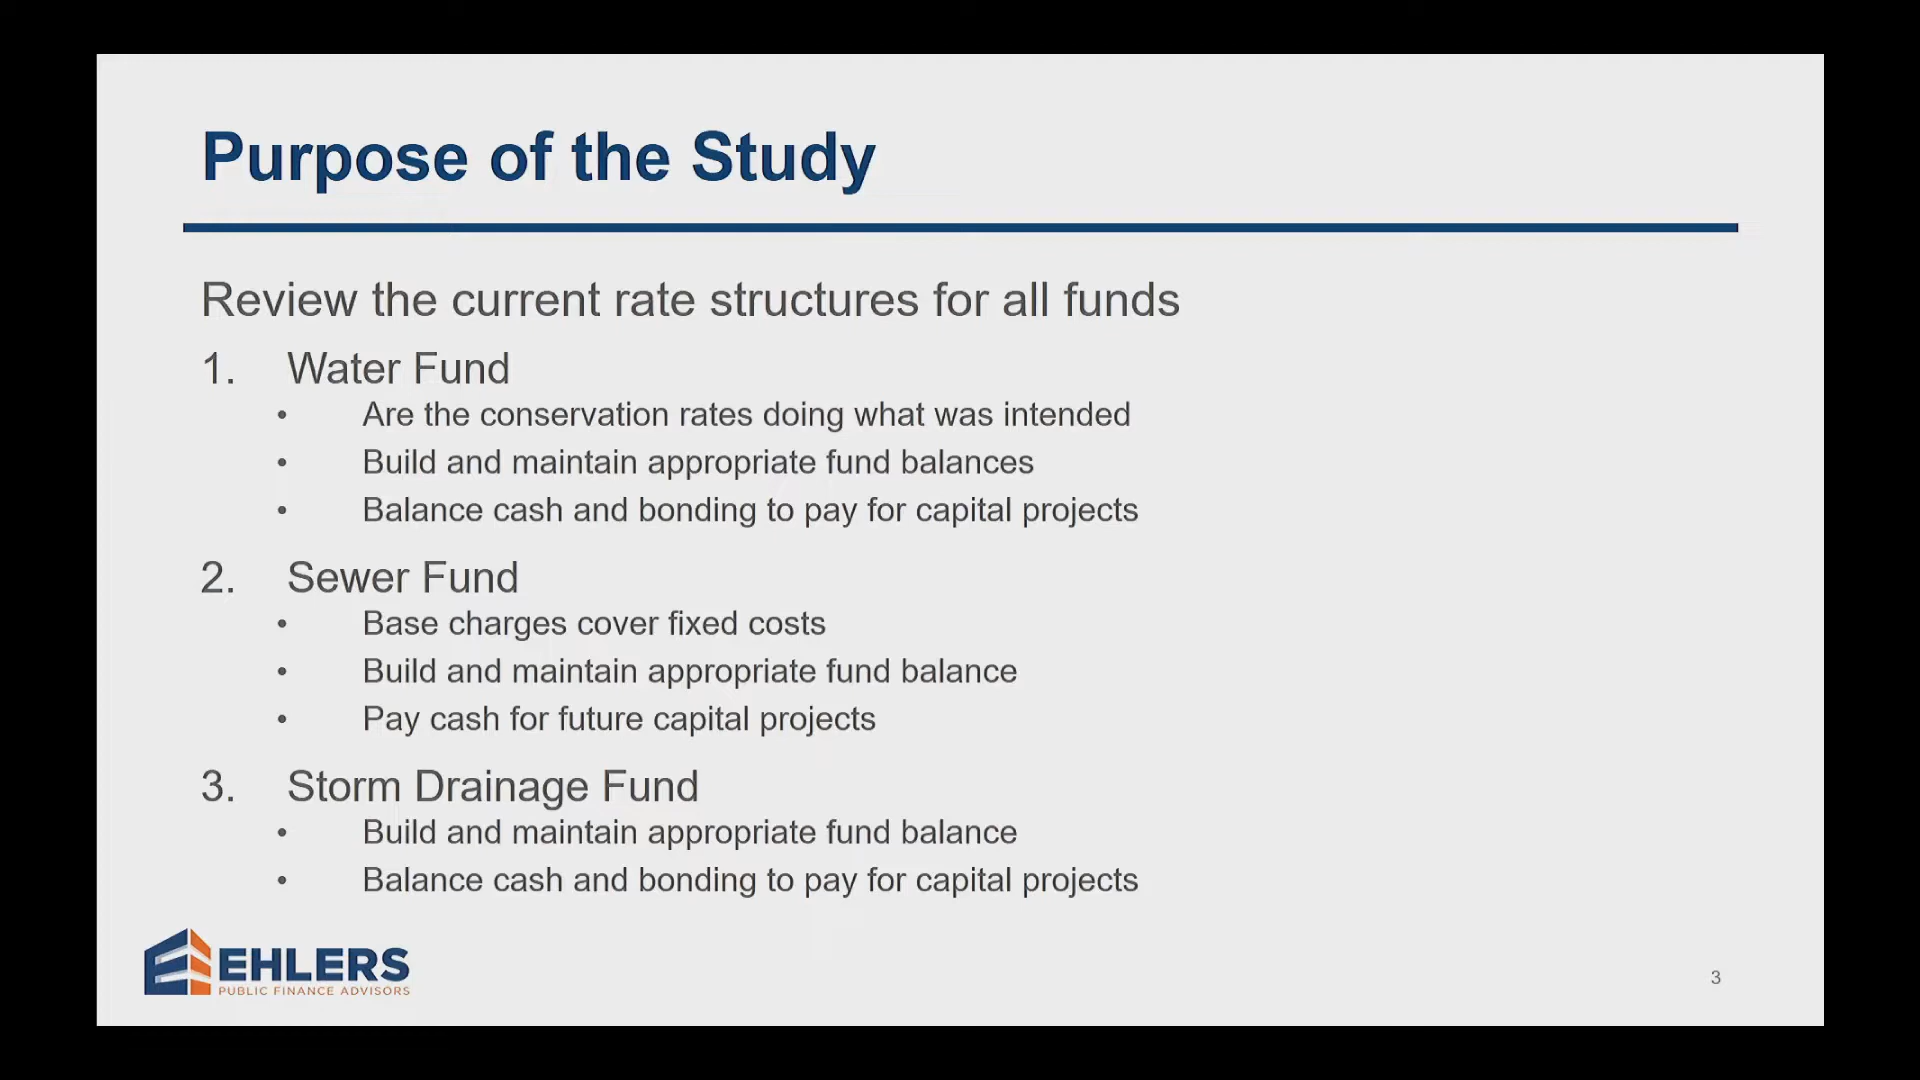 Purpose of the Study
Review the current rate structures for all funds
1. Water Fund
• Are the conservation rates doing what was intended
• Build and maintain appropriate fund balances
• Balance cash and bonding to pay for capital projects
2. Sewer Fund
• Base charges cover fixed costs
• Build and maintain appropriate fund balance
• Pay cash for future capital projects
3. Storm Drainage Fund
• Build and maintain appropriate fund balance
• Balance cash and bonding to pay for capital projects
EHLERS
PUBLIC FINANCE ADVISORS
3